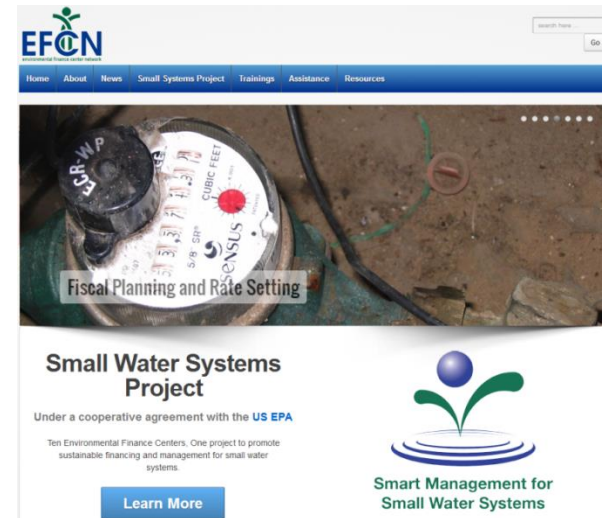 EFCN
environmental finance center network
search here ...
Go
Home About News Small Systems Project Trainings Assistance Resources
ECR-WP
CUBIC FEET
5/8" SR®
SENSUS
Fiscal Planning and Rate Setting
Small Water Systems
Project
Under a cooperative agreement with the US EPA
Ten Environmental Finance Centers, One project to promote
sustainable financing and management for small water
systems.
Learn More
Smart Management for
Small Water Systems